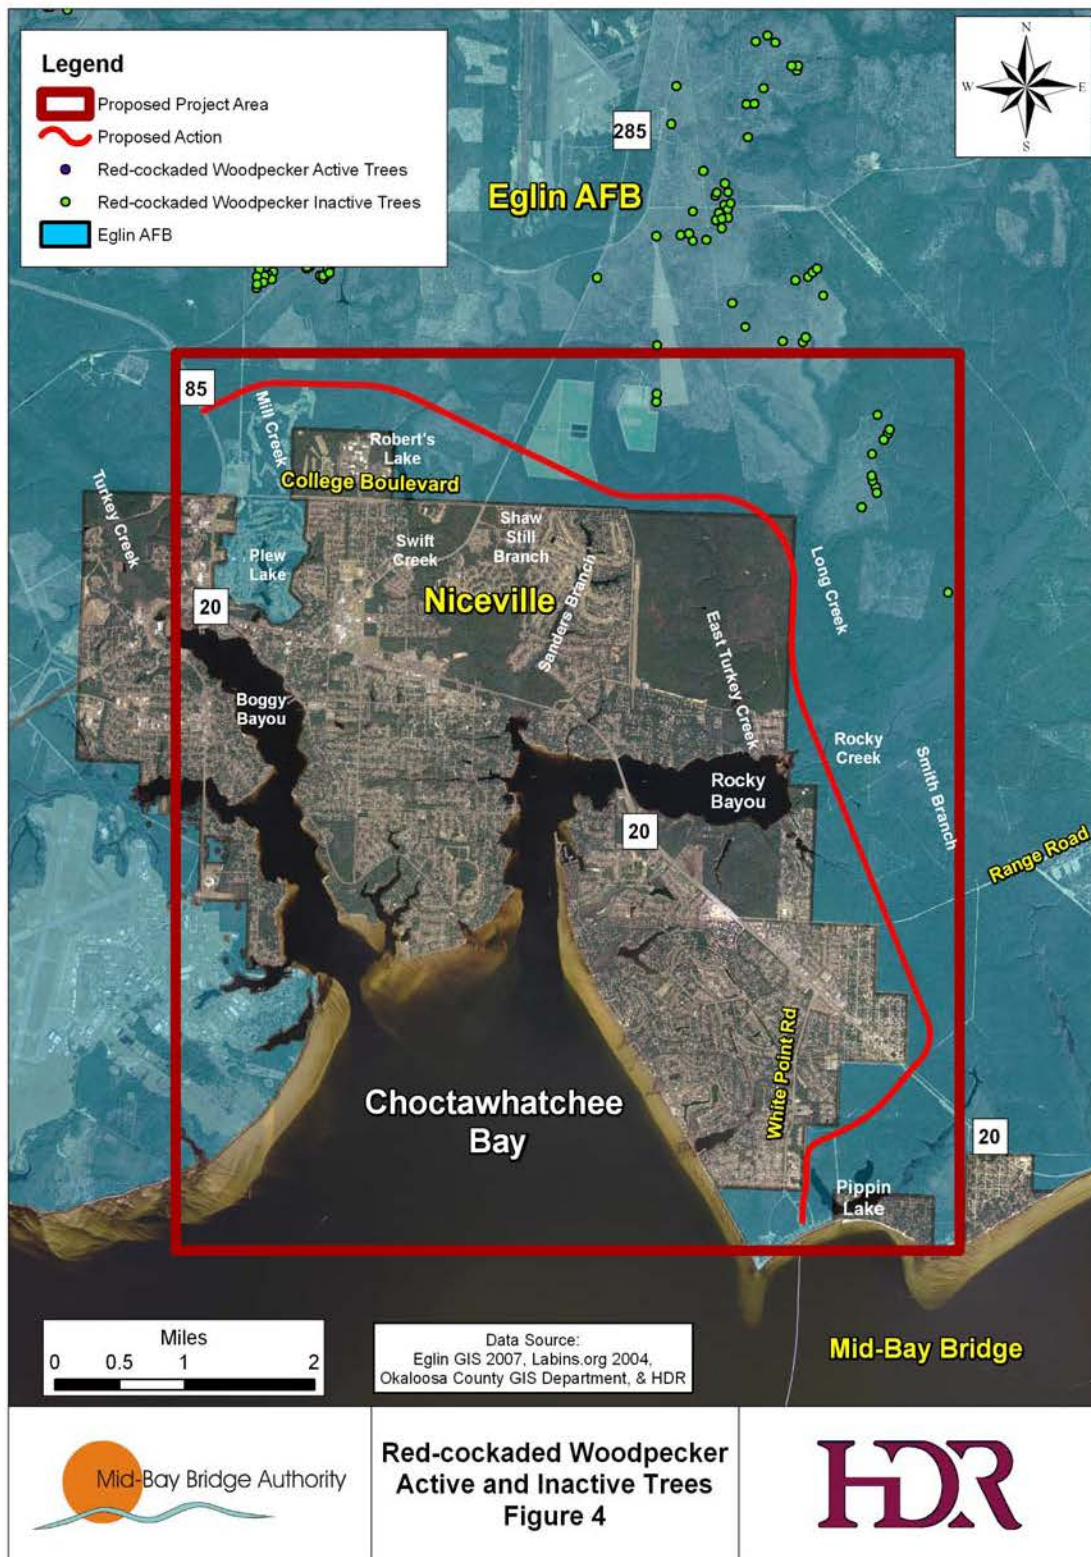 Legend
Proposed Project Area
Proposed Action
Red-cockaded Woodpecker Active Trees
Red-cockaded Woodpecker Inactive Trees
Eglin AFB
N
W
E
S
285
Eglin AFB
85
Mill Creek
Robert's
Lake
College Boulevard
Turkey Creek
Plew
Lake
Swift
Creek
Shaw
Still
Branch
Niceville
Sanders Branch
Long Creek
20
East Turkey Creek
Boggy
Bayou
Rocky
Creek
Smith Branch
Rocky
Bayou
20
Range Road
White Point Rd
Choctawhatchee
Bay
20
Pippin
Lake
Miles
0 0.5 1 2
Data Source:
Eglin GIS 2007, Labins.org 2004,
Okaloosa County GIS Department, & HDR
Mid-Bay Bridge
Mid-Bay Bridge Authority
Red-cockaded Woodpecker
Active and Inactive Trees
Figure 4
HDR